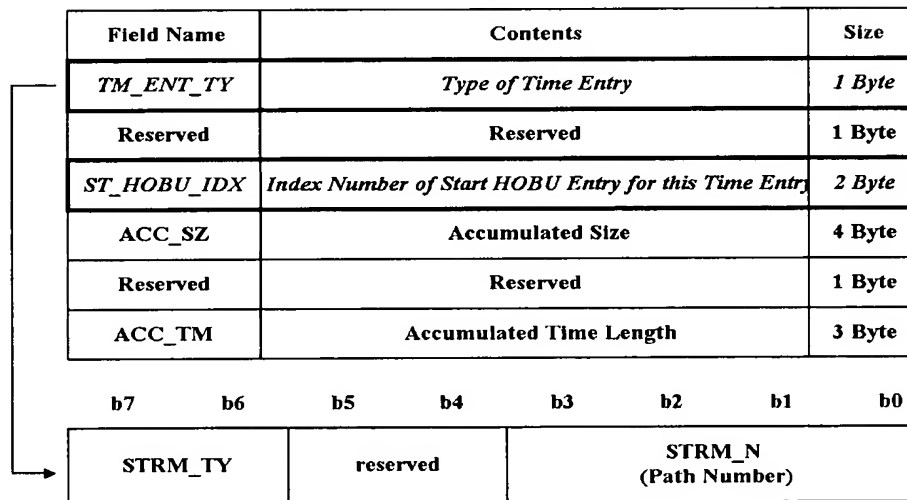 Field Name Contents Size
TM_ENT_TY Type of Time Entry 1 Byte
Reserved Reserved 1 Byte
ST_HOBU_IDX Index Number of Start HOBU Entry for this Time Entry 2 Byte
ACC_SZ Accumulated Size 4 Byte
Reserved Reserved 1 Byte
ACC_TM Accumulated Time Length 3 Byte
b7 b6 b5 b4 b3 b2 b1 b0
STRM_TY reserved STRM_N
(Path Number)